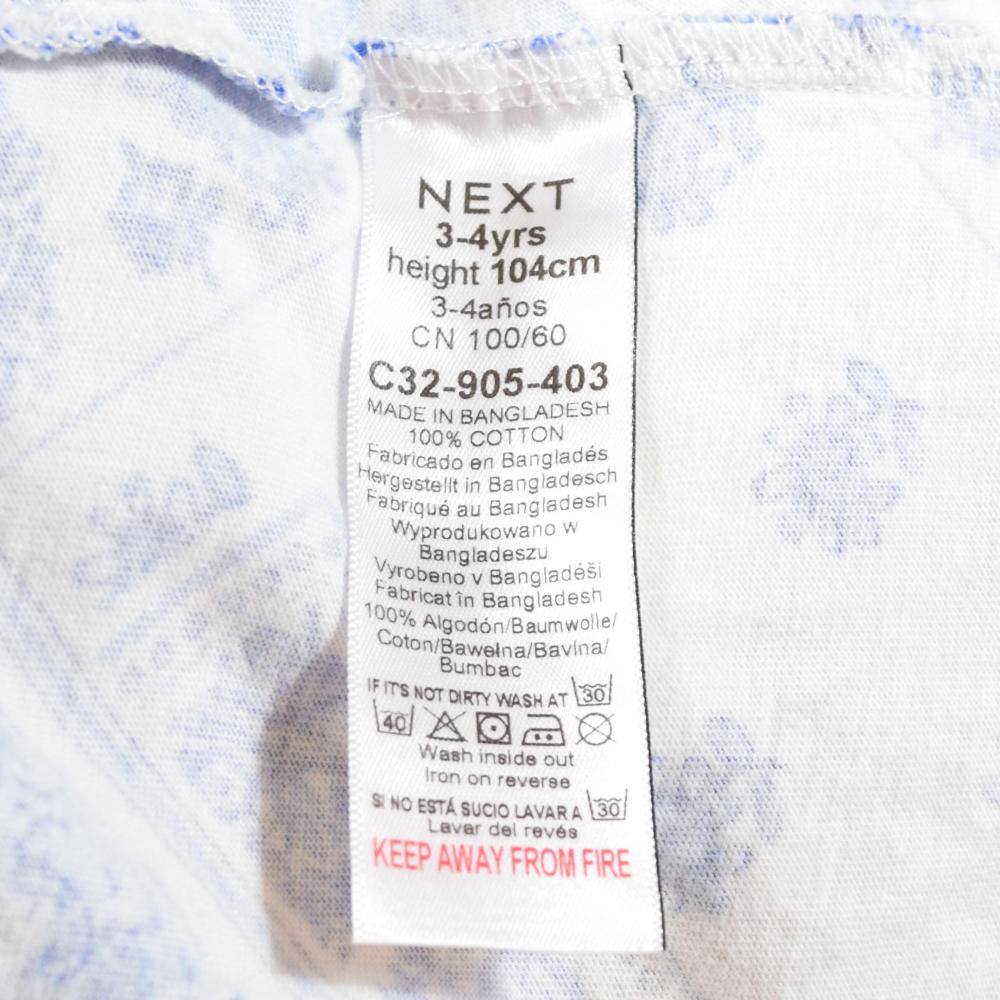 NEXT
3-4yrs
height 104cm
3-4años
CN 100/60
C32-905-403
MADE IN BANGLADESH
100% COTTON
Fabricado en Bangladés
Hergestellt in Bangladesch
Fabriqué au Bangladesh
Wyprodukowano w
Bangladeszu
Vyrobeno v Bangladéši
Fabricat în Bangladesh
100% Algodón/Baumwolle/
Coton/Bawełna/Bavlna/
Bumbac
IF IT'S NOT DIRTY WASH AT 30
40
Wash inside out
Iron on reverse
SI NO ESTÁ SUCIO LAVAR A 30
Lavar del revés
KEEP AWAY FROM FIRE